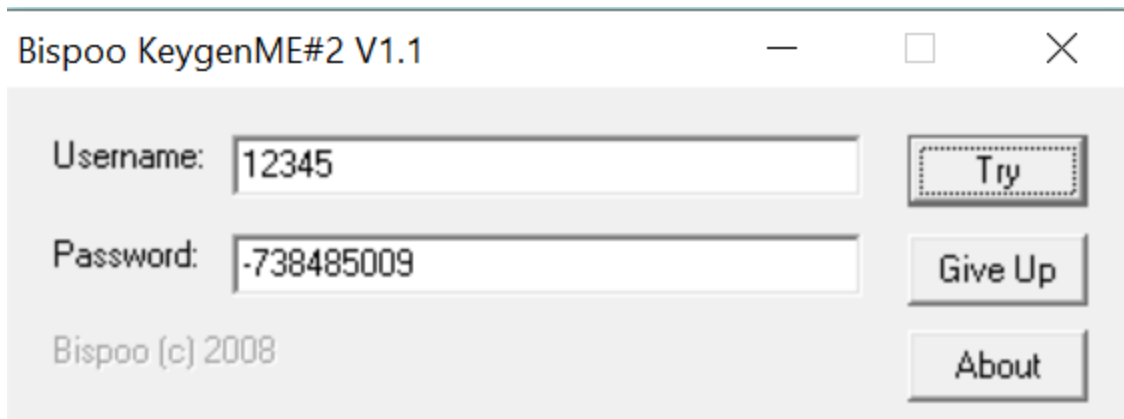 Bispoo KeygenME#2 V1.1
Username: 12345 Try
Password: -738485009 Give Up
Bispoo (c) 2008 About